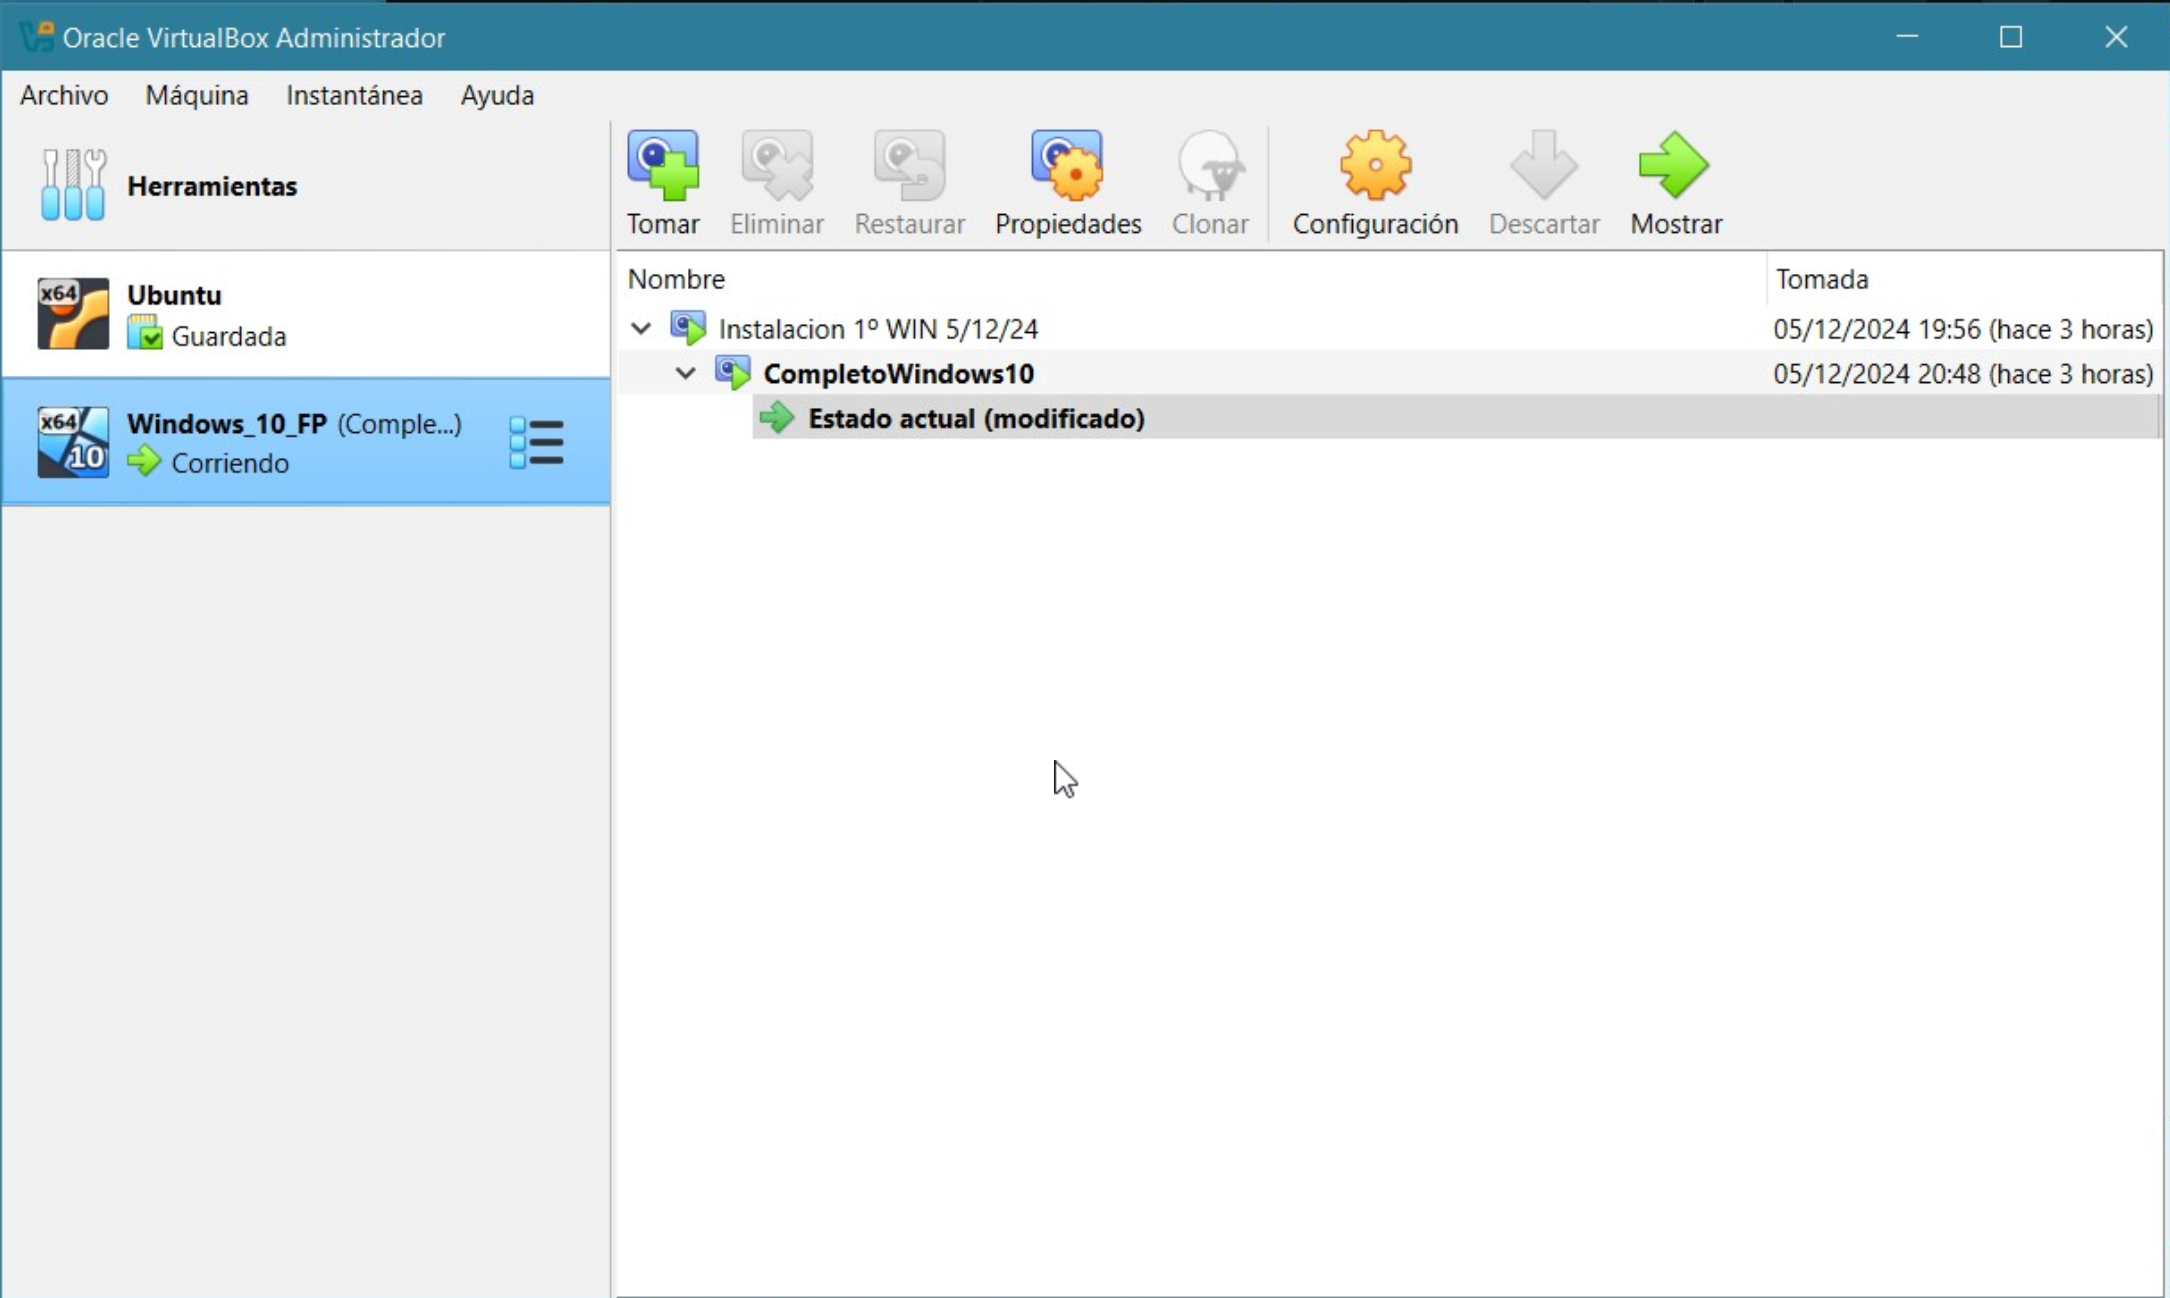 Oracle VirtualBox Administrador
Archivo Máquina Instantánea Ayuda
Herramientas
Tomar Eliminar Restaurar Propiedades Clonar Configuración Descartar Mostrar
x64 Ubuntu
Guardada
x64 10 Windows_10_FP (Comple...)
Corriendo
Nombre Tomada
Instalacion 1º WIN 5/12/24 05/12/2024 19:56 (hace 3 horas)
CompletoWindows10 05/12/2024 20:48 (hace 3 horas)
Estado actual (modificado)